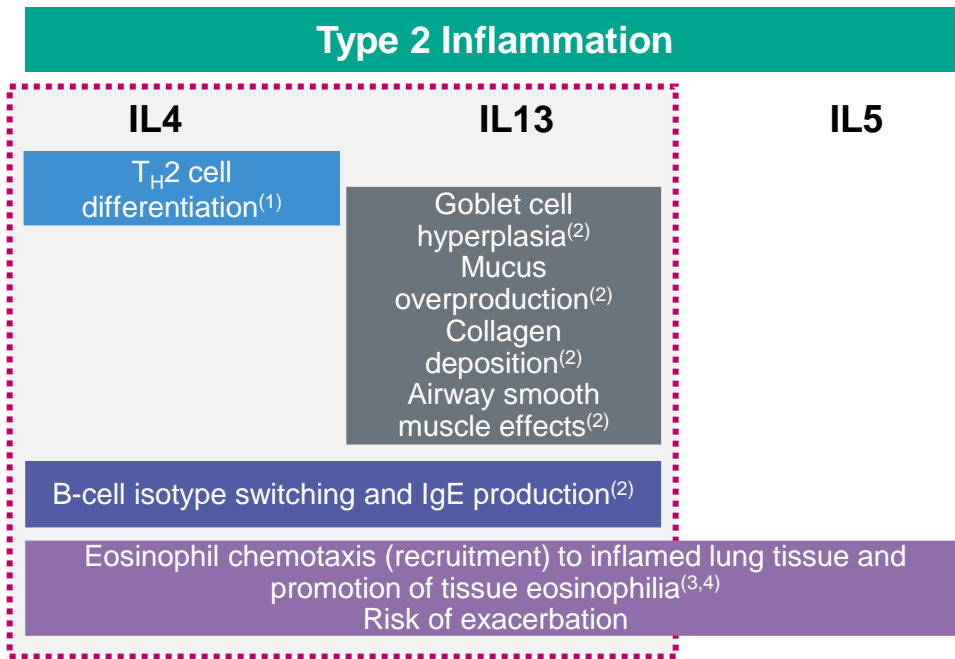 Type 2 Inflammation
IL4
IL13
IL5
T_H2 cell
differentiation(1)
Goblet cell
hyperplasia(2)
Mucus
overproduction(2)
Collagen
deposition(2)
Airway smooth
muscle effects(2)
B-cell isotype switching and IgE production(2)
Eosinophil chemotaxis (recruitment) to inflamed lung tissue and
promotion of tissue eosinophilia(3,4)
Risk of exacerbation